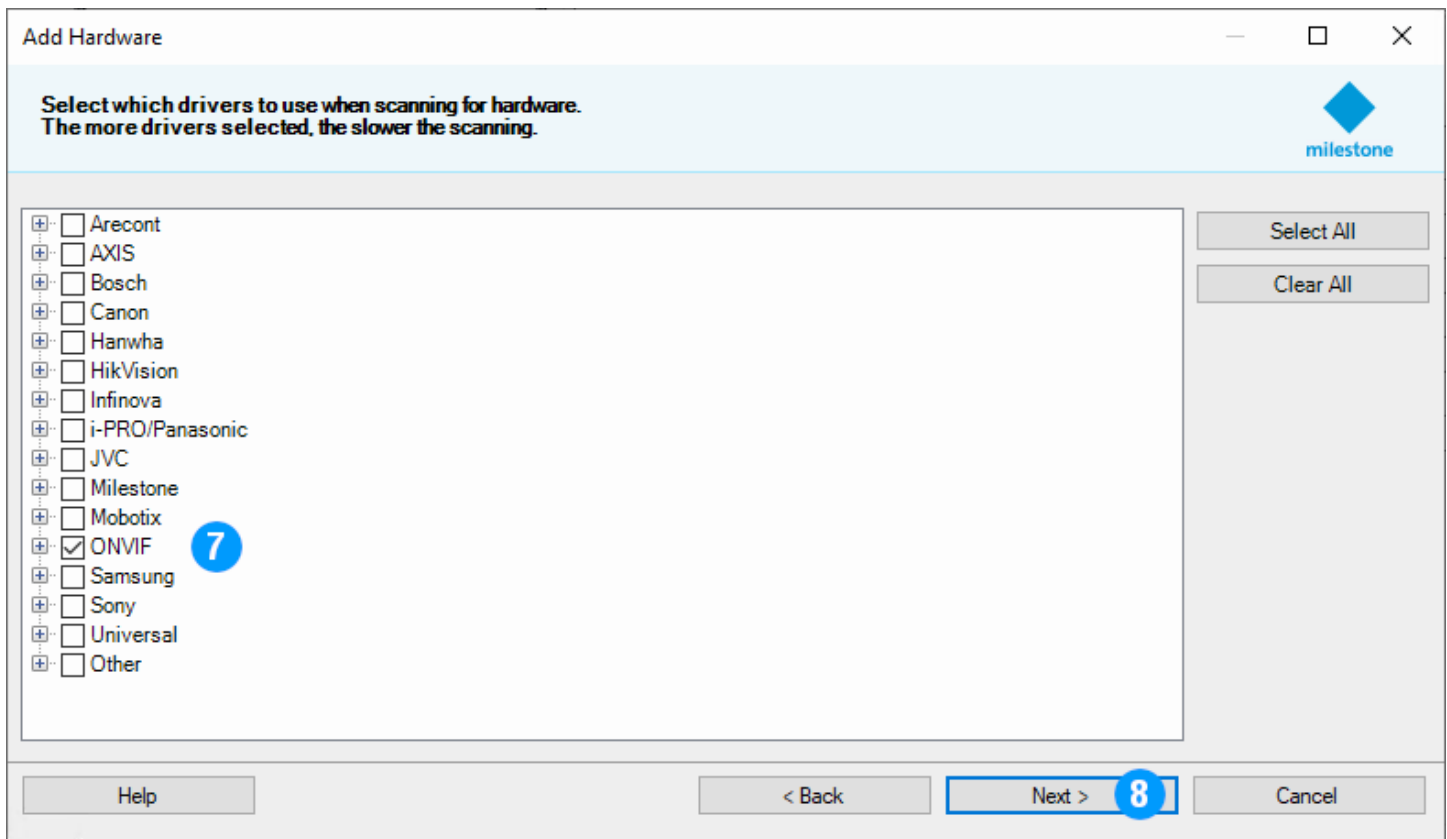 Add Hardware
Select which drivers to use when scanning for hardware.
The more drivers selected, the slower the scanning.
milestone
Arecont
AXIS
Bosch
Canon
Hanwha
HikVision
Infinova
i-PRO/Panasonic
JVC
Milestone
Mobotix
ONVIF 7
Samsung
Sony
Universal
Other
Select All
Clear All
Help
< Back
Next > 8
Cancel